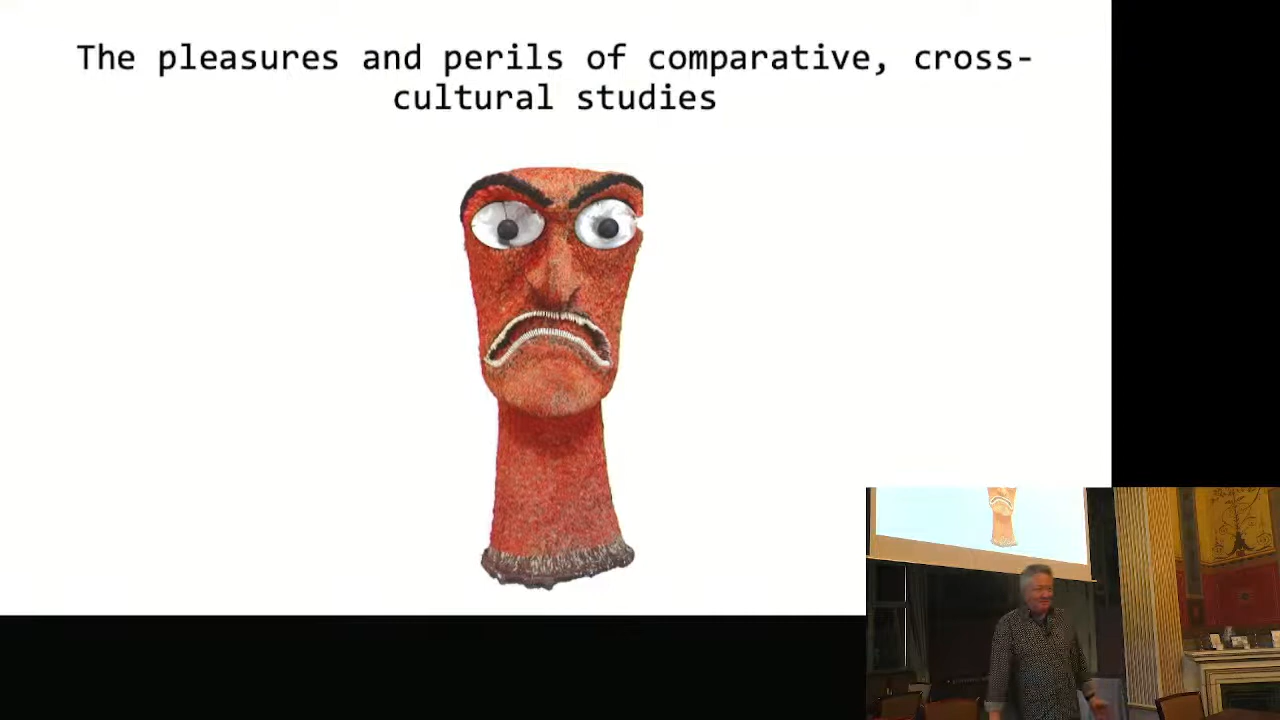 The pleasures and perils of comparative, cross-
cultural studies